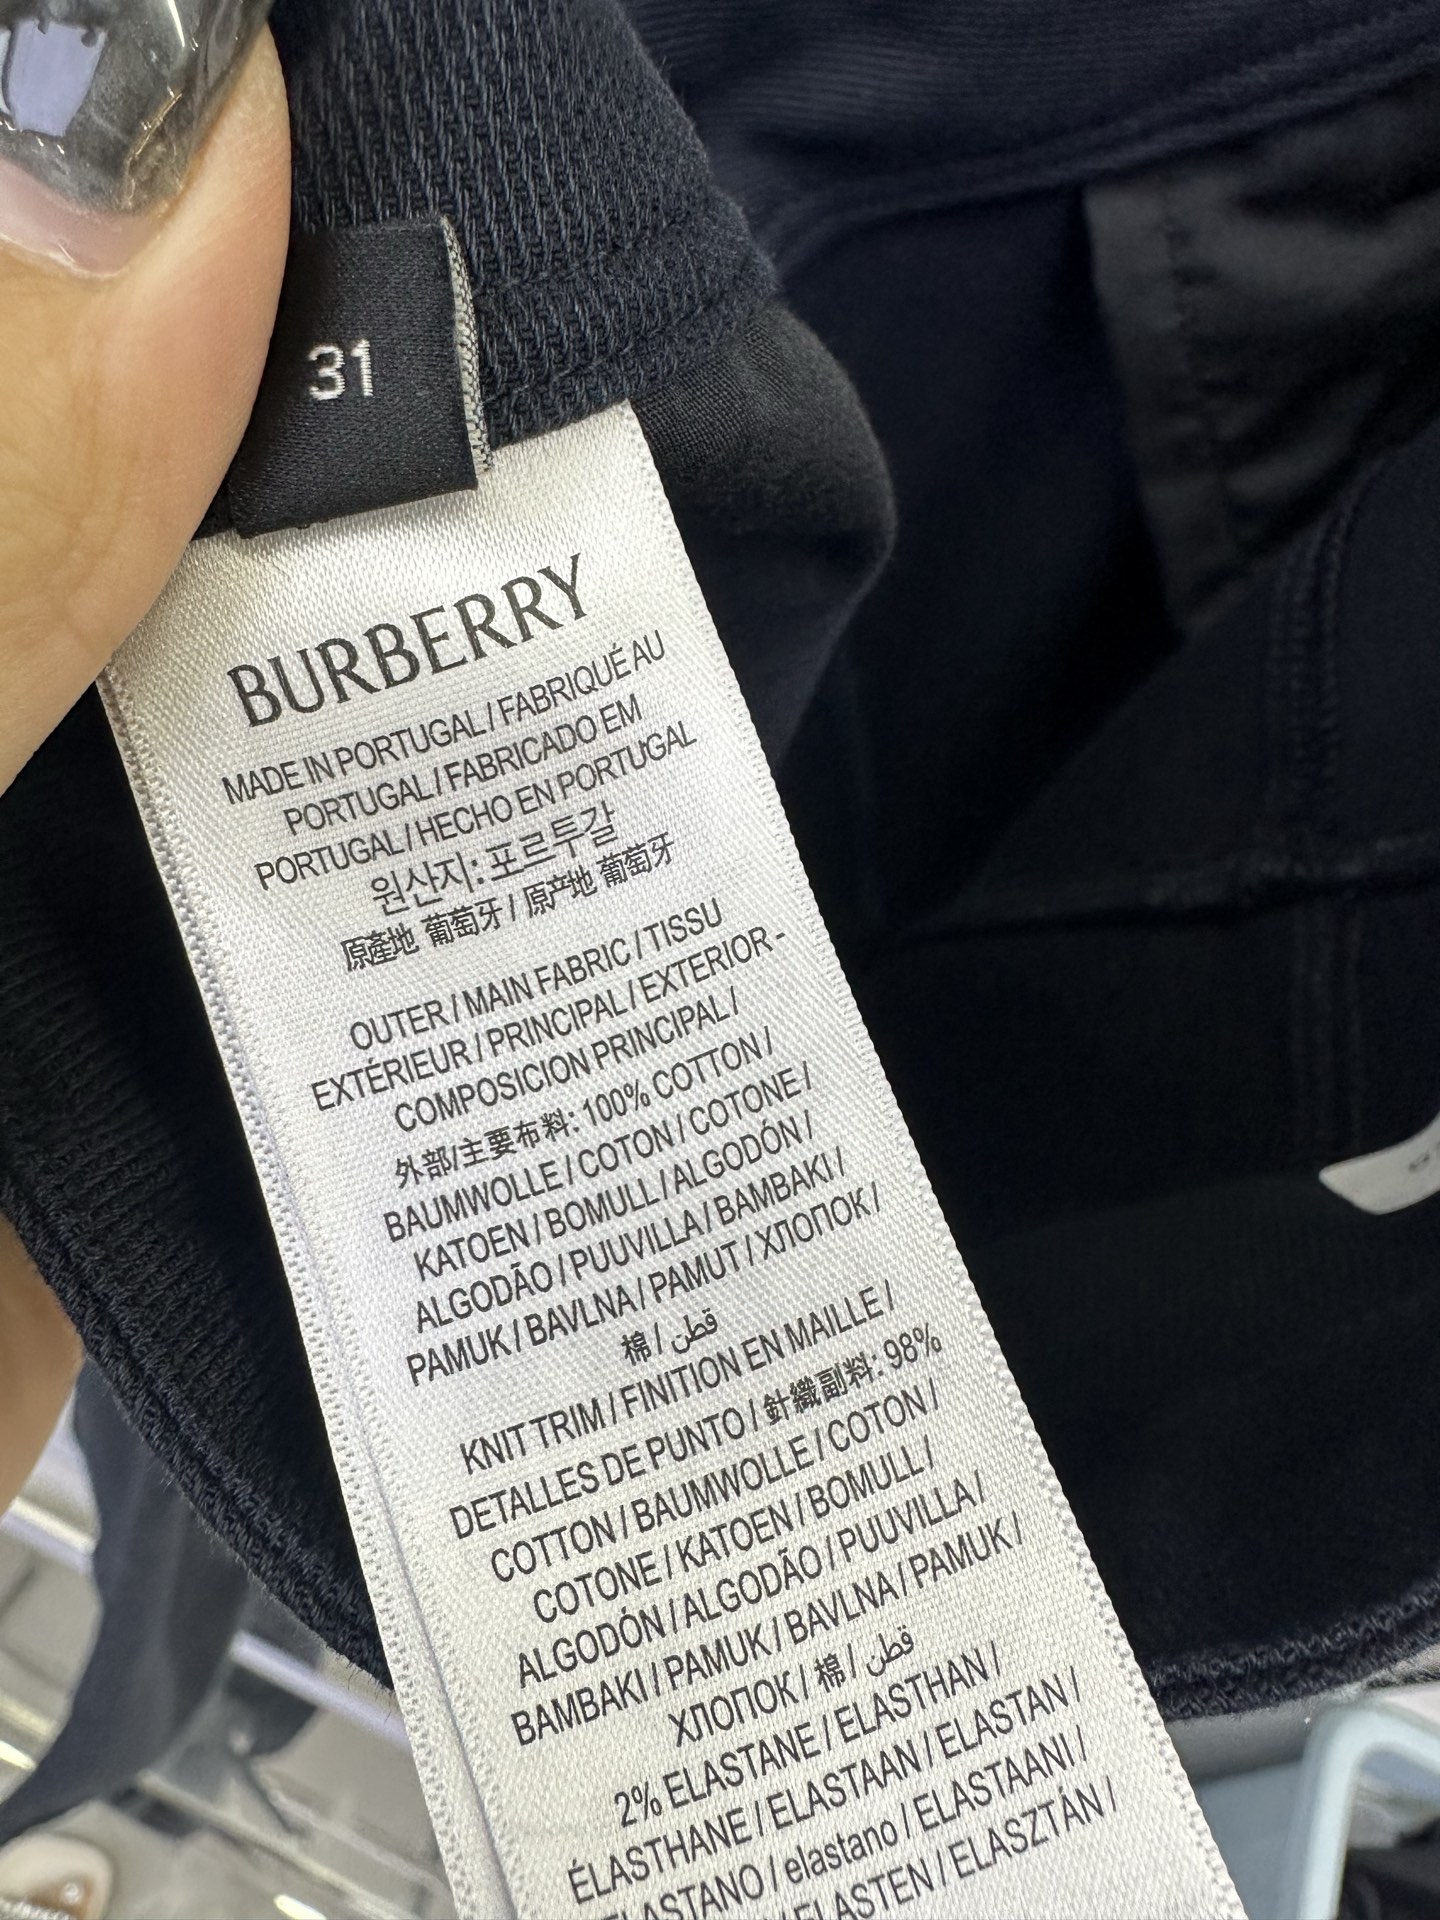 31
BURBERRY
MADE IN PORTUGAL / FABRIQUÉ AU
PORTUGAL / FABRICADO EM
PORTUGAL / HECHO EN PORTUGAL
원산지: 포르투갈
原產地 葡萄牙 / 原产地 葡萄牙
OUTER / MAIN FABRIC / TISSU
EXTÉRIEUR / PRINCIPAL / EXTERIOR -
COMPOSICION PRINCIPAL /
外部/主要布料: 100% COTTON /
BAUMWOLLE / COTON / COTONE /
KATOEN / BOMULL / ALGODÓN /
ALGODÃO / PUUVILLA / BAMBAKI /
PAMUK / BAVLNA / PAMUT / ХЛОПОК /
棉 / قطن
KNIT TRIM / FINITION EN MAILLE /
DETALLES DE PUNTO / 針織副料: 98%
COTTON / BAUMWOLLE / COTON /
COTONE / KATOEN / BOMULL /
ALGODÓN / ALGODÃO / PUUVILLA /
BAMBAKI / PAMUK / BAVLNA / PAMUK /
ХЛОПОК / 棉 / قطن
2% ELASTANE / ELASTHAN /
ÉLASTHANE / ELASTAAN / ELASTAN /
ELASTANO / elastano / ELASTAANI /
ELASTEN / ELASZTÁN /